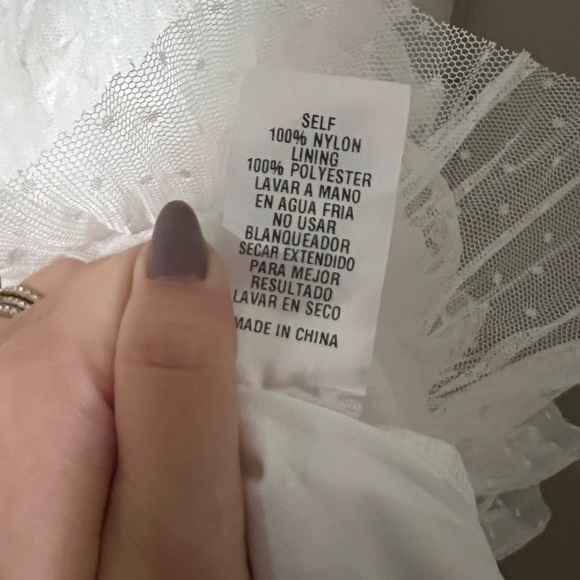 SELF
100% NYLON
LINING
100% POLYESTER
LAVAR A MANO
EN AGUA FRIA
NO USAR
BLANQUEADOR
SECAR EXTENDIDO
PARA MEJOR
RESULTADO
LAVAR EN SECO
MADE IN CHINA